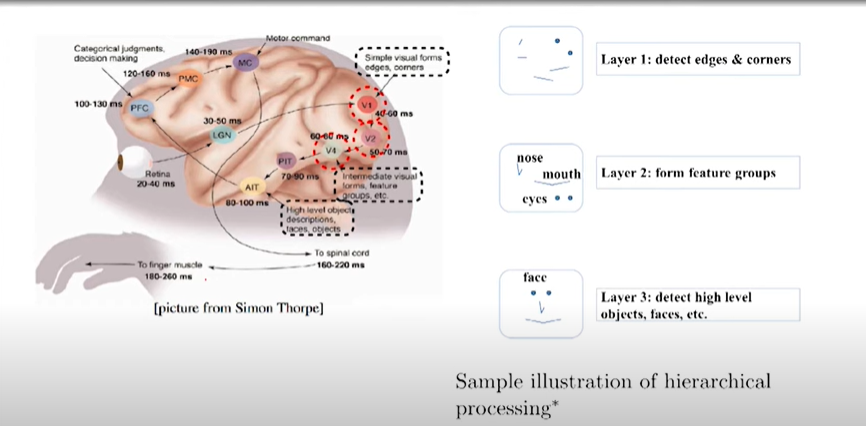 Categorical judgments,
decision making
140-190 ms
Motor command
MC
Simple visual forms
edges, corners
120-160 ms
PMC
100-130 ms
PFC
30-50 ms
LGN
V1
40-60 ms
V2
50-70 ms
V4
PIT
70-90 ms
Retina
20-40 ms
AIT
80-100 ms
Intermediate visual
forms, feature
groups, etc.
High level object
descriptions,
faces, objects
To spinal cord
160-220 ms
To finger muscle
180-260 ms
[picture from Simon Thorpe]
Layer 1: detect edges & corners
nose
mouth
eyes
Layer 2: form feature groups
face
Layer 3: detect high level
objects, faces, etc.
Sample illustration of hierarchical
processing*